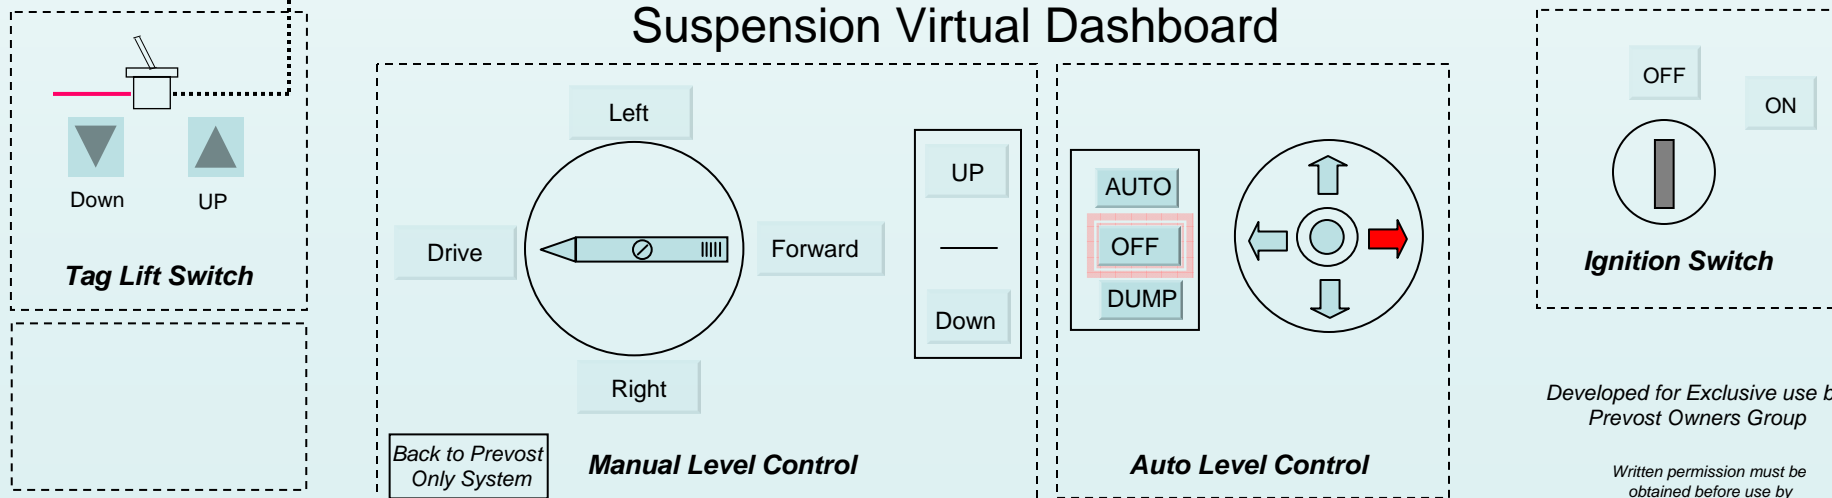 Suspension Virtual Dashboard
Down
UP
Tag Lift Switch
Left
Drive
Forward
Right
UP
Down
Back to Prevost
Only System
Manual Level Control
AUTO
OFF
DUMP
Auto Level Control
OFF
ON
Ignition Switch
Developed for Exclusive use b
Prevost Owners Group
Written permission must be
obtained before use by